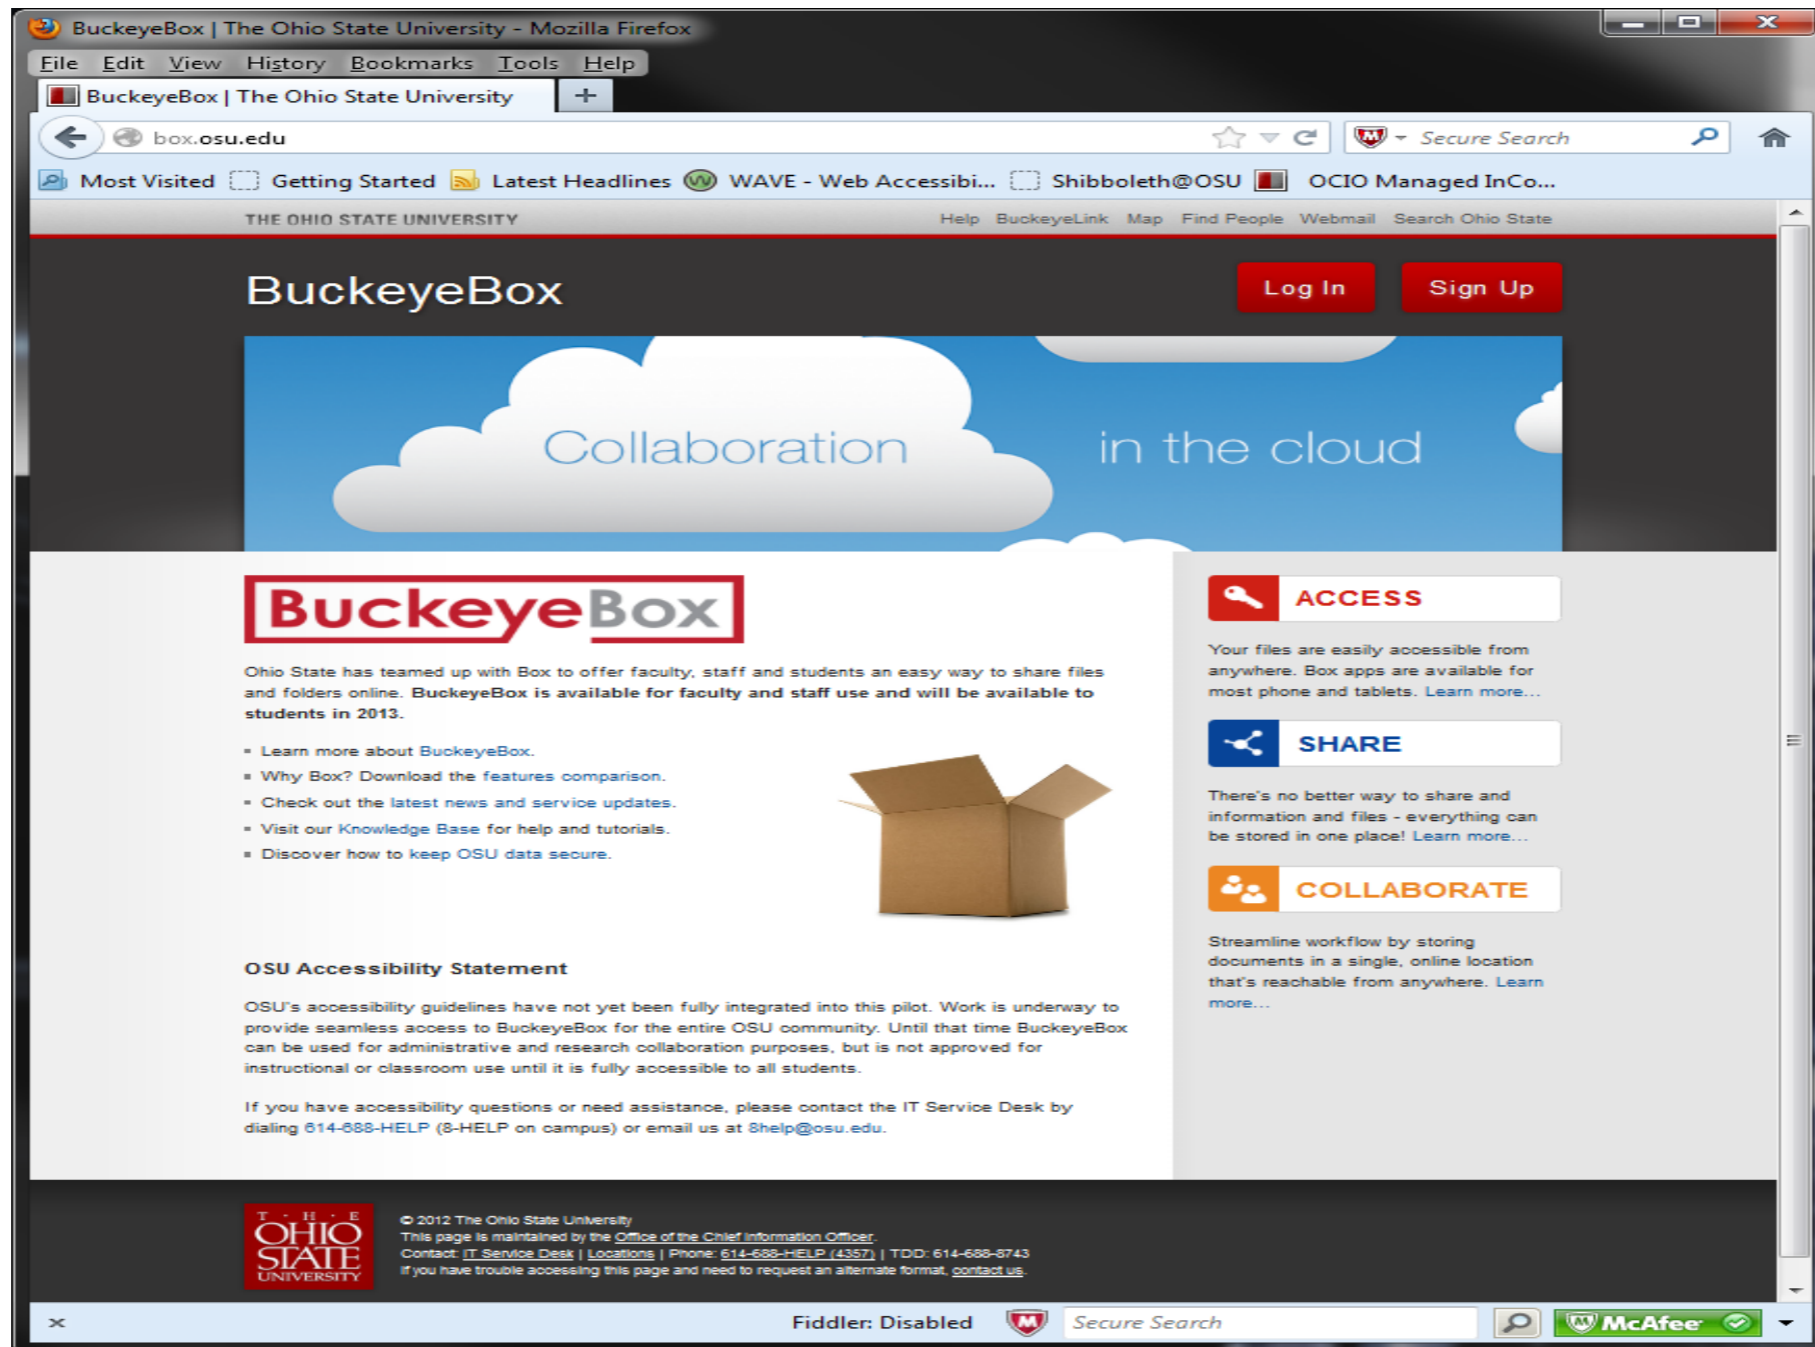 BuckeyeBox | The Ohio State University - Mozilla Firefox
File Edit View History Bookmarks Tools Help
BuckeyeBox | The Ohio State University +
box.osu.edu Secure Search
Most Visited Getting Started Latest Headlines WAVE - Web Accessibi... Shibboleth@OSU OCIO Managed InCo...
THE OHIO STATE UNIVERSITY Help BuckeyeLink Map Find People Webmail Search Ohio State
BuckeyeBox Log In Sign Up
Collaboration in the cloud
BuckeyeBox
Ohio State has teamed up with Box to offer faculty, staff and students an easy way to share files
and folders online. BuckeyeBox is available for faculty and staff use and will be available to
students in 2013.
Learn more about BuckeyeBox.
Why Box? Download the features comparison.
Check out the latest news and service updates.
Visit our Knowledge Base for help and tutorials.
Discover how to keep OSU data secure.
OSU Accessibility Statement
OSU's accessibility guidelines have not yet been fully integrated into this pilot. Work is underway to
provide seamless access to BuckeyeBox for the entire OSU community. Until that time BuckeyeBox
can be used for administrative and research collaboration purposes, but is not approved for
instructional or classroom use until it is fully accessible to all students.
If you have accessibility questions or need assistance, please contact the IT Service Desk by
dialing 614-688-HELP (8-HELP on campus) or email us at 8help@osu.edu.
ACCESS
Your files are easily accessible from
anywhere. Box apps are available for
most phone and tablets. Learn more...
SHARE
There's no better way to share and
information and files - everything can
be stored in one place! Learn more...
COLLABORATE
Streamline workflow by storing
documents in a single, online location
that's reachable from anywhere. Learn
more...
T · H · E
OHIO
STATE
UNIVERSITY
© 2012 The Ohio State University
This page is maintained by the Office of the Chief Information Officer.
Contact: IT Service Desk | Locations | Phone: 614-688-HELP (4357) | TDD: 614-688-8743
If you have trouble accessing this page and need to request an alternate format, contact us.
x Fiddler: Disabled Secure Search McAfee